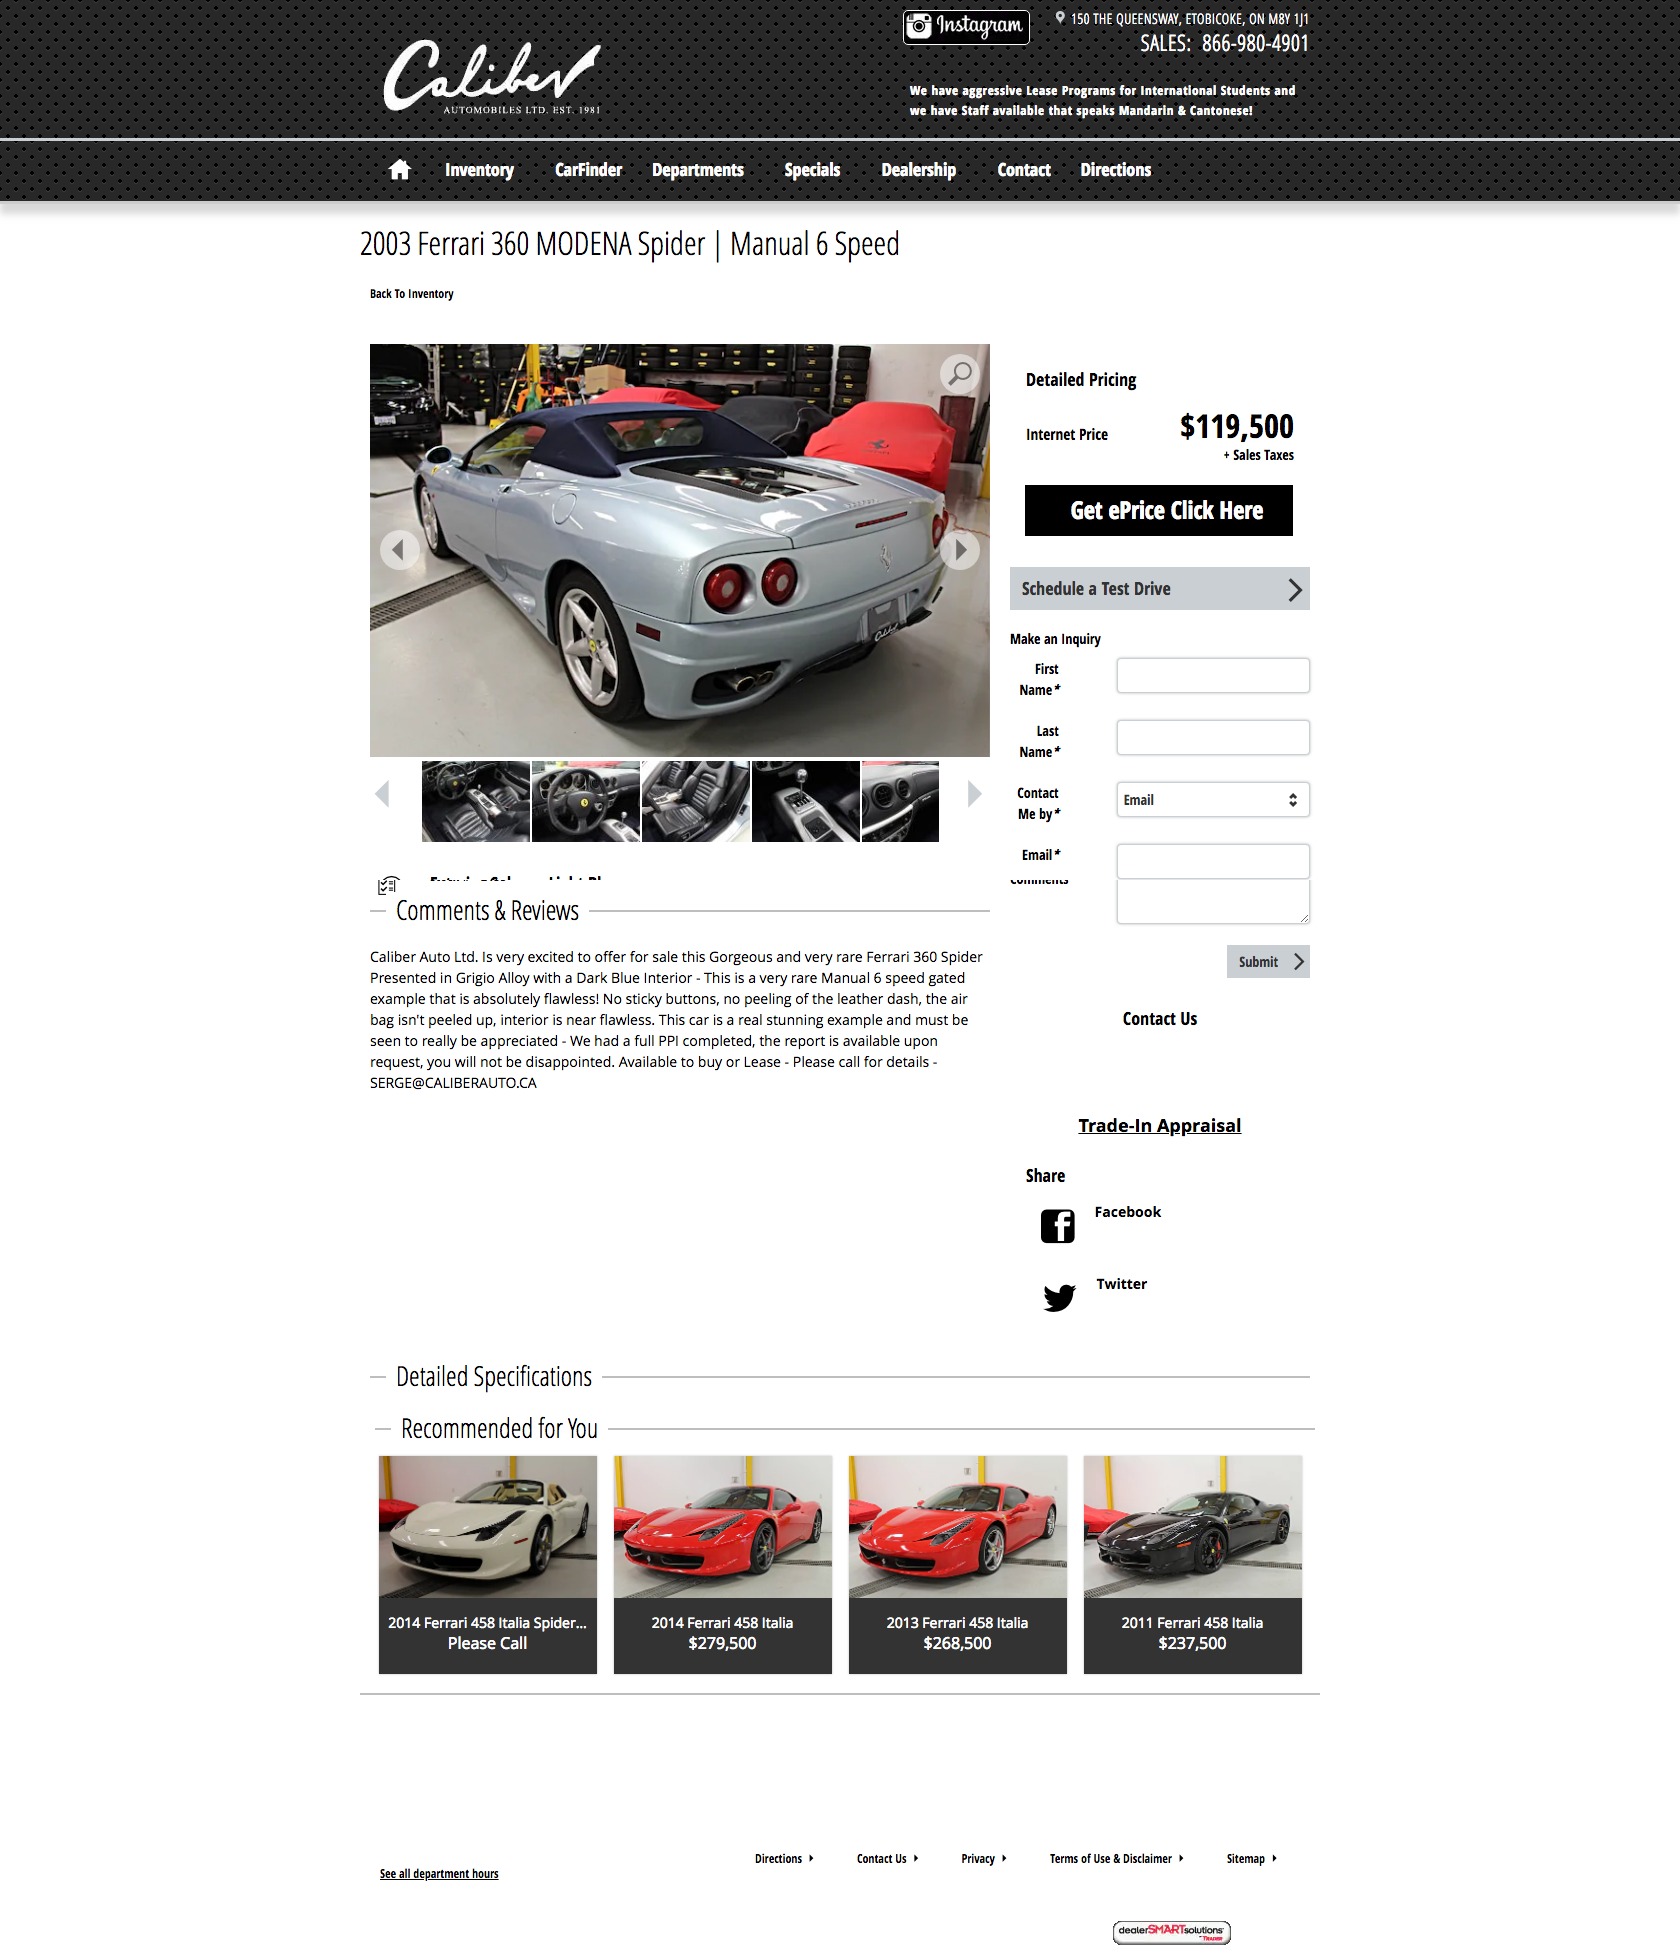 Instagram
150 THE QUEENSWAY, ETOBICOKE, ON M8Y 1J1
SALES: 866-980-4901
Caliber
AUTOMOBILES LTD. EST. 1981
We have aggressive Lease Programs for International Students and
we have Staff available that speaks Mandarin & Cantonese!
Inventory CarFinder Departments Specials Dealership Contact Directions
2003 Ferrari 360 MODENA Spider | Manual 6 Speed
Back To Inventory
Detailed Pricing
Internet Price $119,500
+ Sales Taxes
Get ePrice Click Here
Schedule a Test Drive
Make an Inquiry
First
Name*
Last
Name*
Contact
Me by*
Email
Email*
Comments
Submit
Contact Us
Trade-In Appraisal
Share
Facebook
Twitter
Caliber
Comments & Reviews
Caliber Auto Ltd. Is very excited to offer for sale this Gorgeous and very rare Ferrari 360 Spider
Presented in Grigio Alloy with a Dark Blue Interior - This is a very rare Manual 6 speed gated
example that is absolutely flawless! No sticky buttons, no peeling of the leather dash, the air
bag isn't peeled up, interior is near flawless. This car is a real stunning example and must be
seen to really be appreciated - We had a full PPI completed, the report is available upon
request, you will not be disappointed. Available to buy or Lease - Please call for details -
SERGE@CALIBERAUTO.CA
Detailed Specifications
Recommended for You
2014 Ferrari 458 Italia Spider...
Please Call
2014 Ferrari 458 Italia
$279,500
2013 Ferrari 458 Italia
$268,500
2011 Ferrari 458 Italia
$237,500
See all department hours
Directions Contact Us Privacy Terms of Use & Disclaimer Sitemap
dealerSMARTsolutions
TRADER